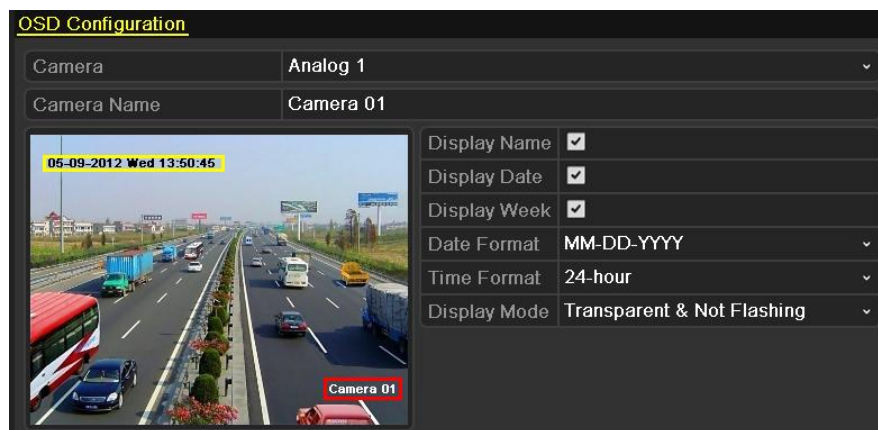 OSD Configuration
Camera Analog 1
Camera Name Camera 01
05-09-2012 Wed 13:50:45
Camera 01
Display Name
Display Date
Display Week
Date Format MM-DD-YYYY
Time Format 24-hour
Display Mode Transparent & Not Flashing